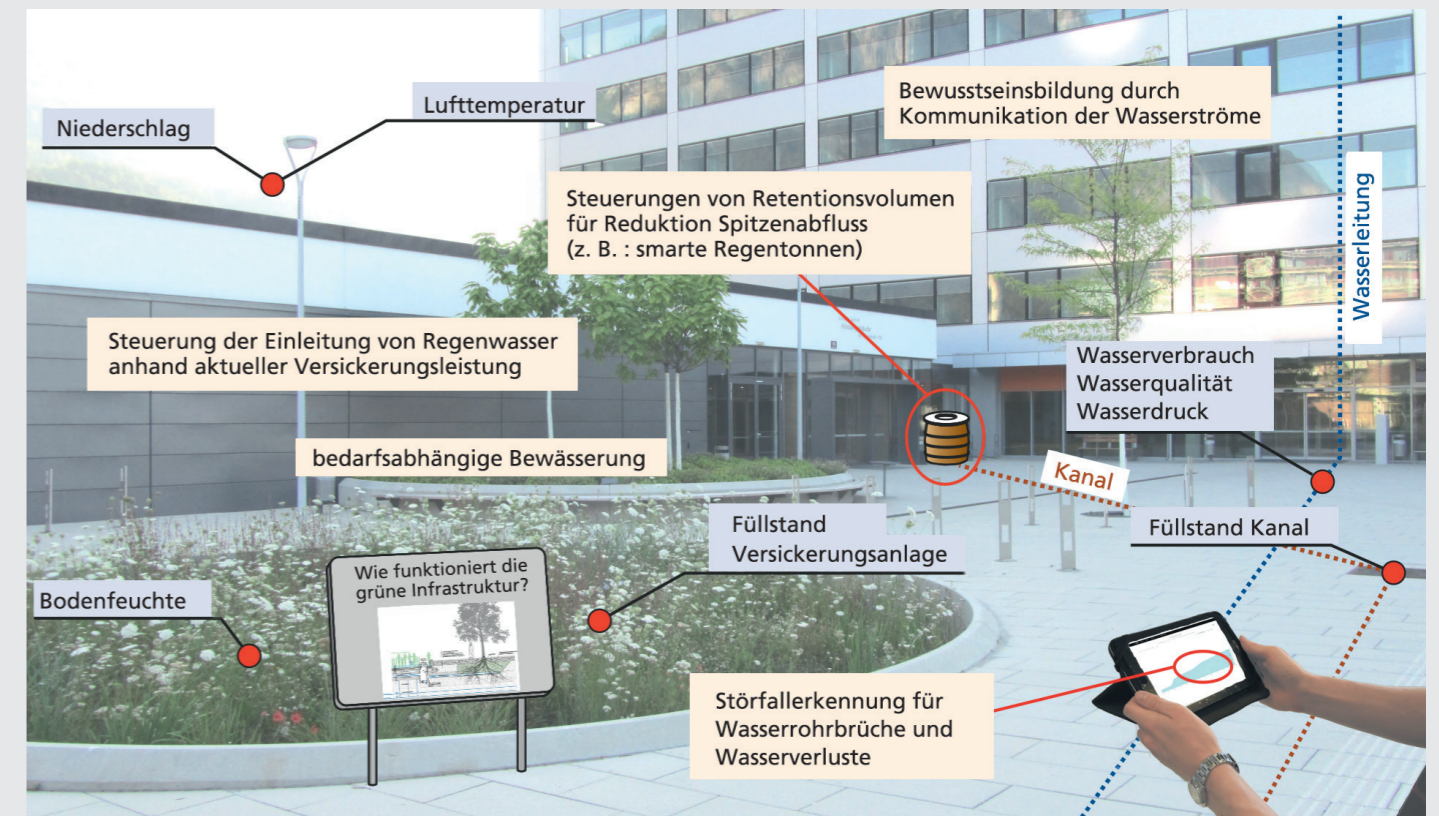 Lufttemperatur
Niederschlag
Bewusstseinsbildung durch
Kommunikation der Wasserströme
Steuerungen von Retentionsvolumen
für Reduktion Spitzenabfluss
(z. B. : smarte Regentonnen)
Wasserleitung
Steuerung der Einleitung von Regenwasser
anhand aktueller Versickerungsleistung
Wasserverbrauch
Wasserqualität
Wasserdruck
bedarfsabhängige Bewässerung
Kanal
Füllstand
Versickerungsanlage
Füllstand Kanal
Wie funktioniert die
grüne Infrastruktur?
Bodenfeuchte
Störfallerkennung für
Wasserrohrbrüche und
Wasserverluste